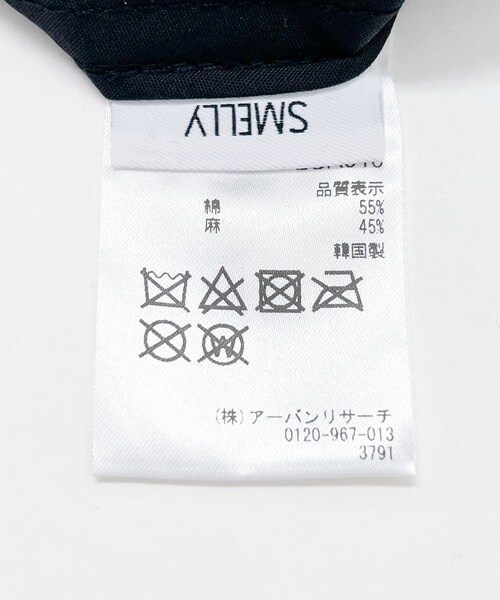 SMELLY
品質表示
綿 55%
麻 45%
韓国製
W
(株)アーバンリサーチ
0120-967-013
3791